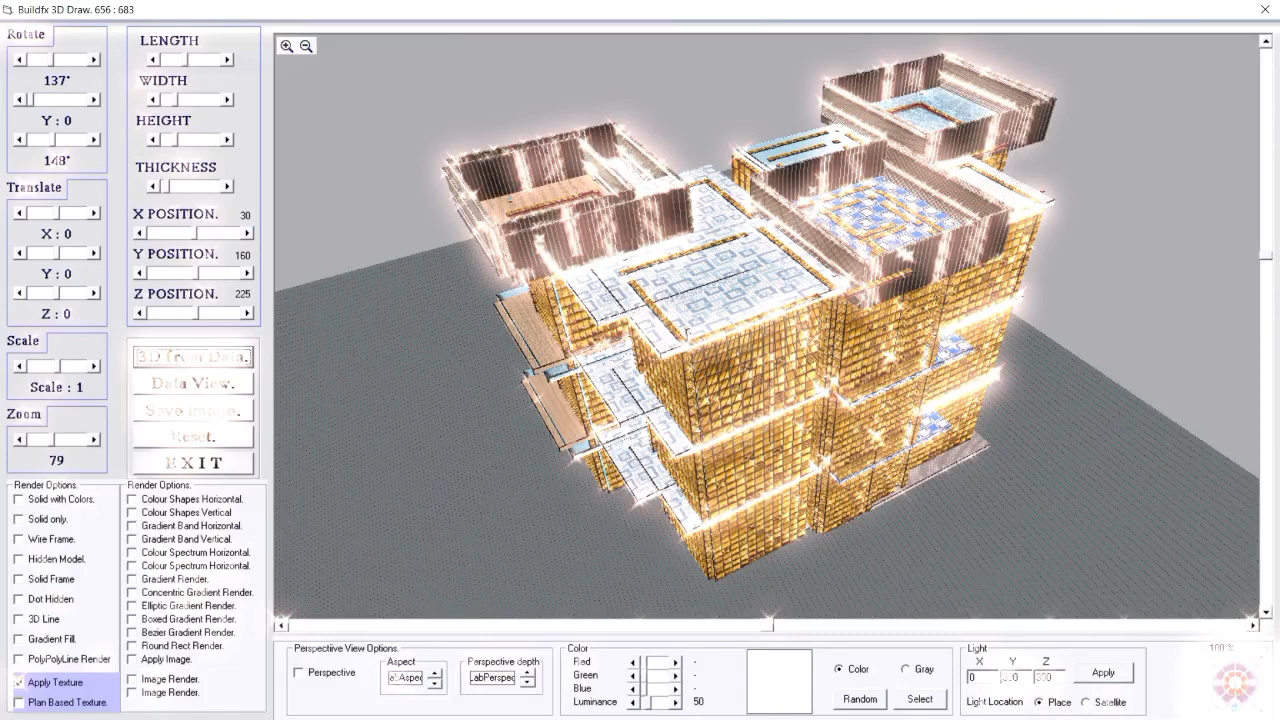 Buildfx 3D Draw. 656 : 683
Rotate
137°
Y : 0
148°
Translate
X : 0
Y : 0
Z : 0
Scale
Scale : 1
Zoom
79
LENGTH
WIDTH
HEIGHT
THICKNESS
X POSITION. 30
Y POSITION. 160
Z POSITION. 225
3D from Data.
Data View.
Save Image.
Reset.
EXIT
Render Options.
Solid with Colors.
Solid only.
Wire Frame.
Hidden Model.
Solid Frame
Dot Hidden
3D Line
Gradient Fill.
PolyPolyLine Render
Apply Texture
Plan Based Texture.
Render Options.
Colour Shapes Horizontal.
Colour Shapes Vertical
Gradient Band Horizontal.
Gradient Band Vertical.
Colour Spectrum Horizontal.
Colour Spectrum Horizontal.
Gradient Render.
Concentric Gradient Render.
Elliptic Gradient Render.
Boxed Gradient Render.
Bezier Gradient Render.
Round Rect Render.
Apply Image.
Image Render.
Image Render.
Perspective View Options.
Perspective
Aspect
abAspe
Perspective depth
LabPerspec
Color
Red -
Green -
Blue -
Luminance 50
Color
Gray
Random
Select
Light
X Y Z
0 300 330
Apply
Light Location
Place
Satellite
100 %